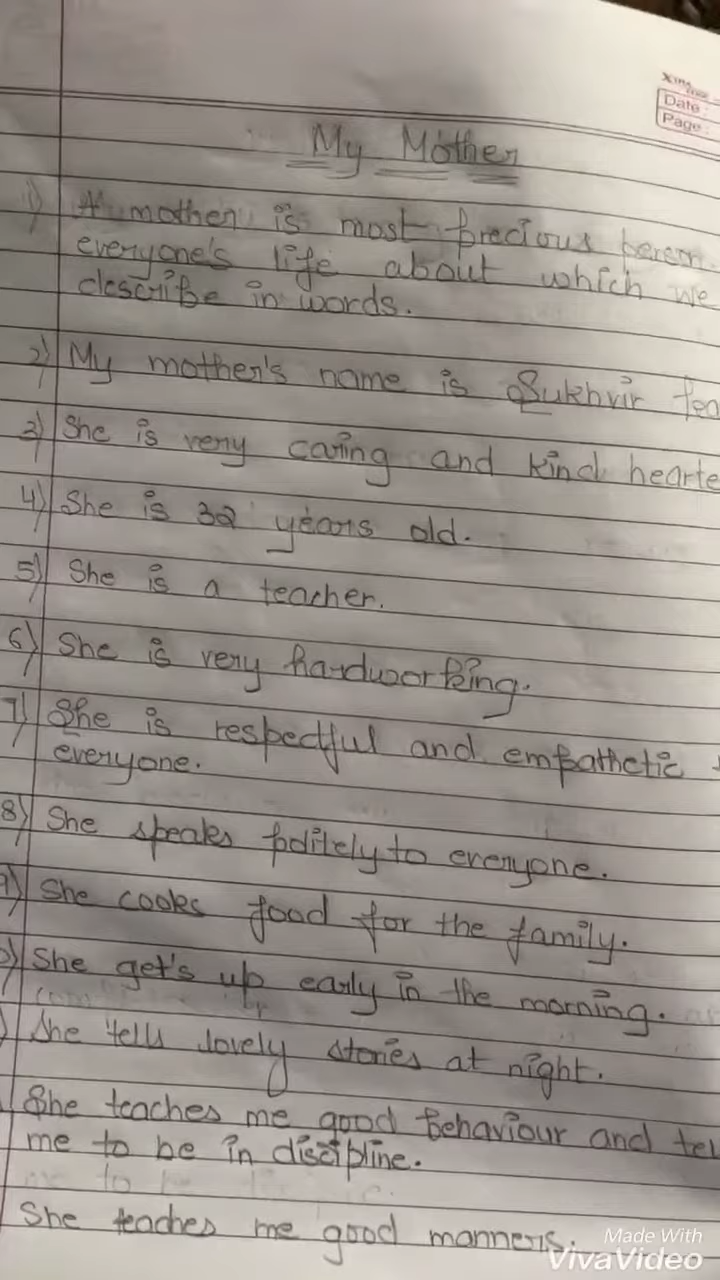 Date :
Page :
My Mother
1) A mother is most precious person
everyone's life about which we
describe in words.
2) My mother's name is Sukhvir
3) She is very caring and kind hearte
4) She is 32 years old.
5) She is a teacher.
6) She is very hardworking.
7) She is respectful and empathetic
everyone.
8) She speaks politely to everyone.
9) She cooks food for the family.
0) She get's up early in the morning.
) She tells lovely stories at night.
She teaches me good behaviour and tel
me to be in discipline.
She teaches me good manners.
Made With
VivaVideo